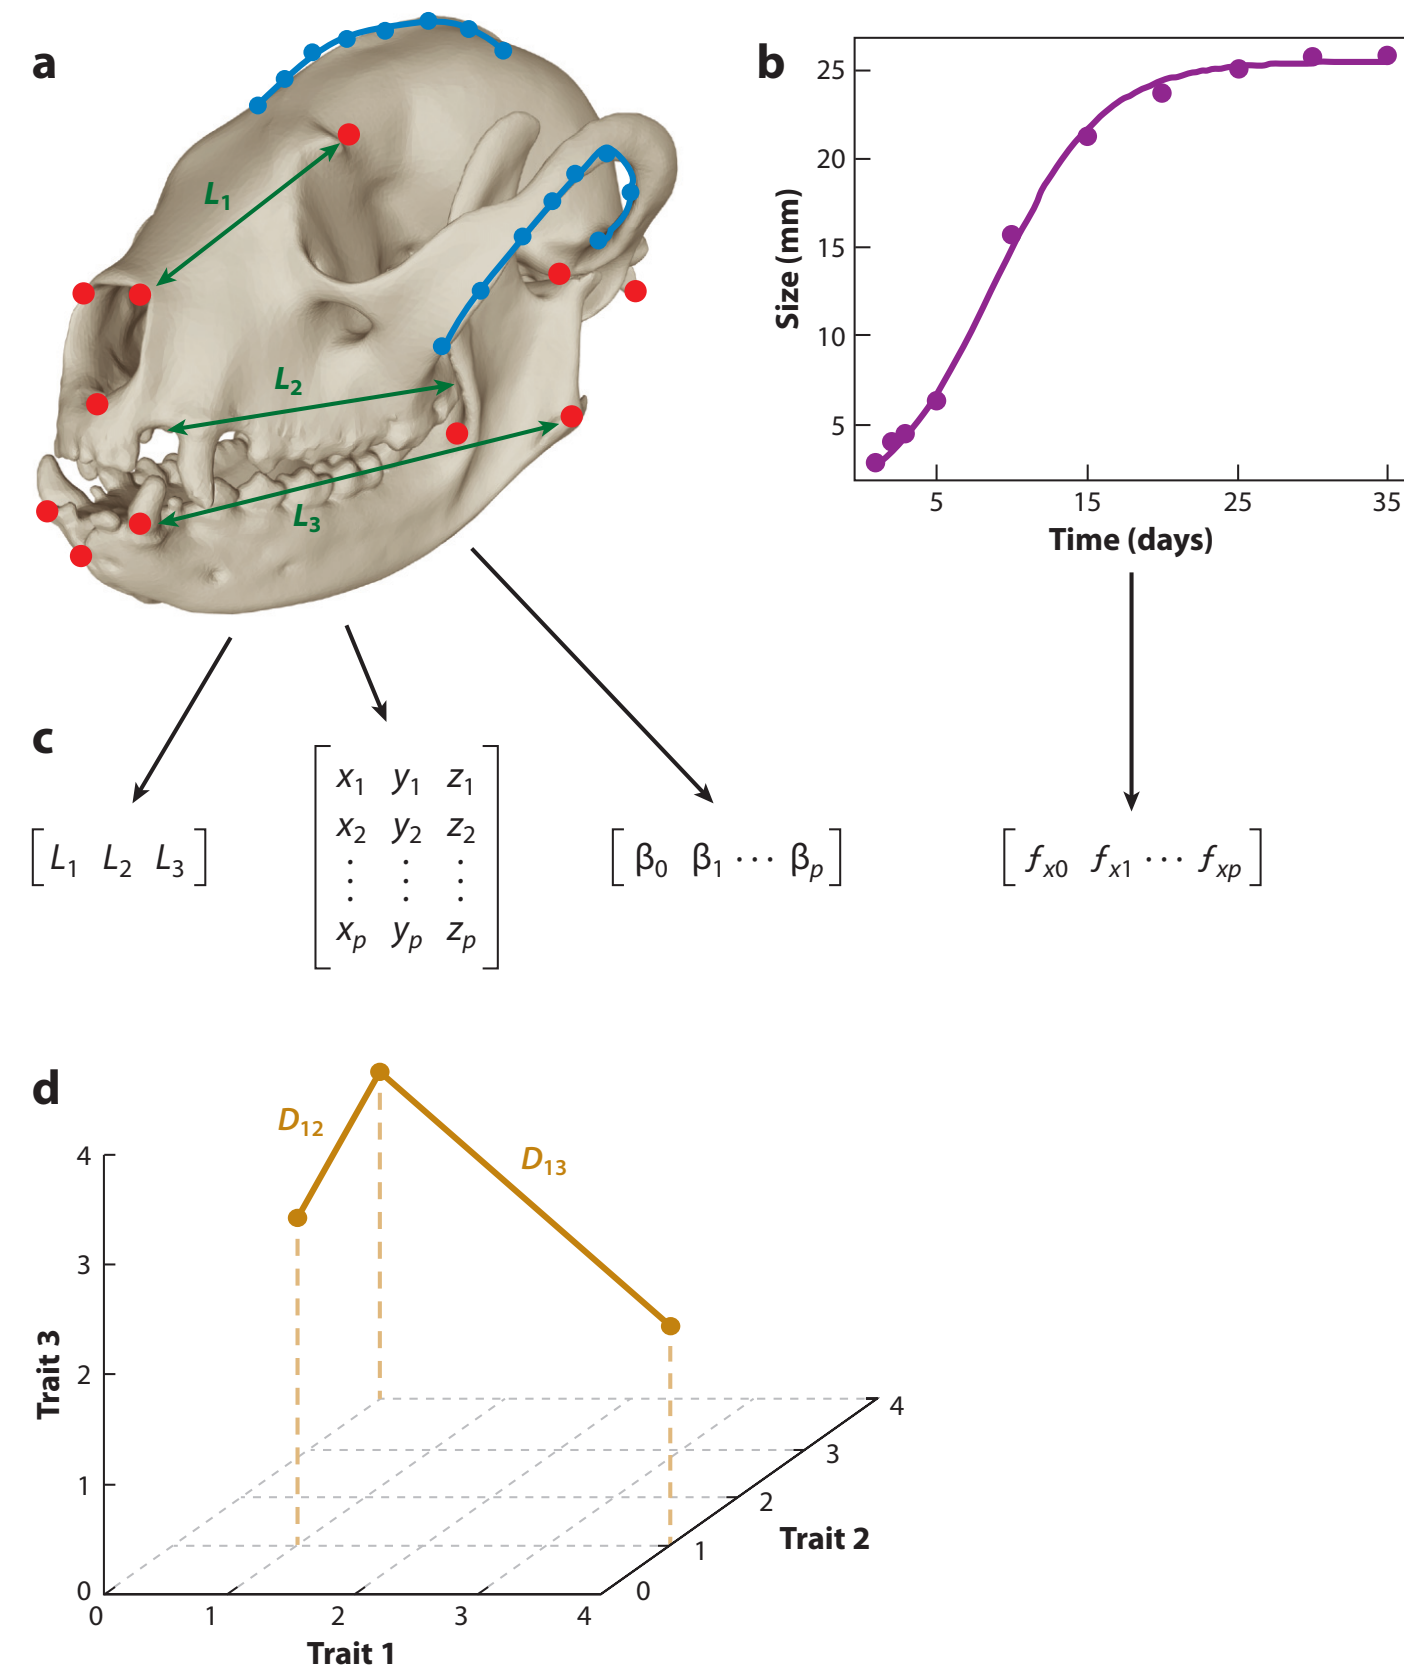 a
L1
L2
L3
b
Size (mm)
25
20
15
10
5
5 15 25 35
Time (days)
c
[L1 L2 L3]
[x1 y1 z1
x2 y2 z2
⋮ ⋮ ⋮
xp yp zp]
[β0 β1 ⋯ βp]
[fx0 fx1 ⋯ fxp]
d
D12
D13
Trait 3
4
3
2
1
0
0 1 2 3 4
Trait 1
0
1
2
3
4
Trait 2